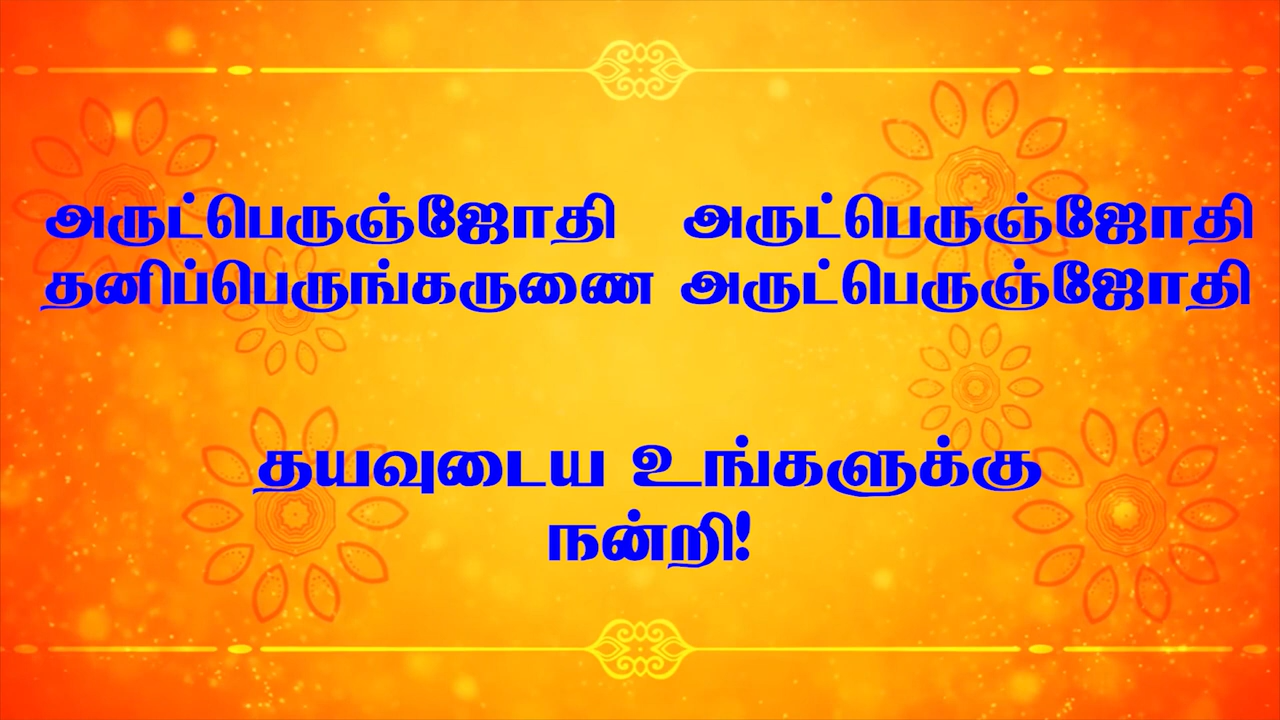 அருட்பெருஞ்ஜோதி அருட்பெருஞ்ஜோதி
தனிப்பெருங்கருணை அருட்பெருஞ்ஜோதி
தயவுடைய உங்களுக்கு
நன்றி!